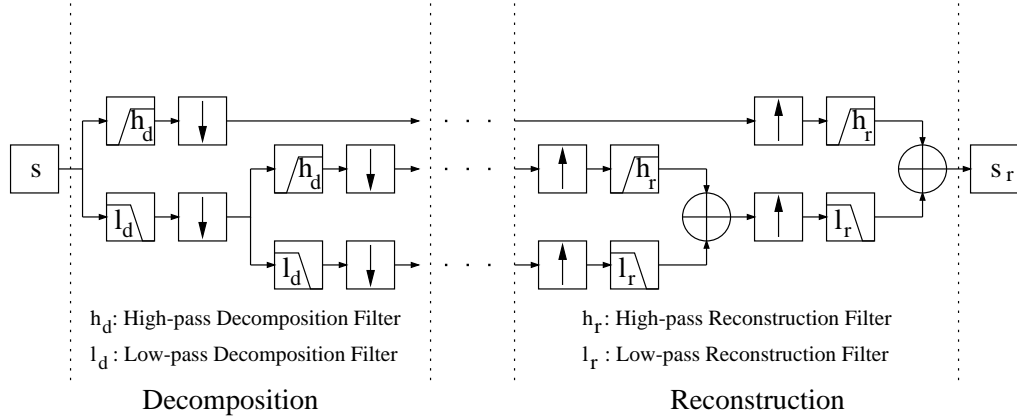 h_d
h_r
s
h_d
h_r
s_r
l_d
l_r
l_d
l_r
h_d: High-pass Decomposition Filter
h_r: High-pass Reconstruction Filter
l_d: Low-pass Decomposition Filter
l_r: Low-pass Reconstruction Filter
Decomposition
Reconstruction